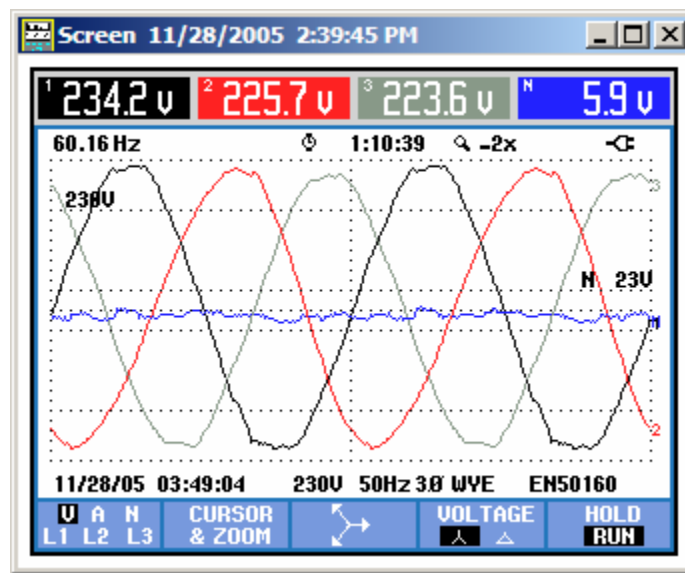 Screen 11/28/2005 2:39:45 PM
1 234.2 V 2 225.7 V 3 223.6 V N 5.9 V
60.16 Hz 1:10:39 -2x
230V
3
N 23V
N
2
11/28/05 03:49:04 230V 50Hz 3Ø WYE EN50160
V A N CURSOR VOLTAGE HOLD
L1 L2 L3 & ZOOM RUN